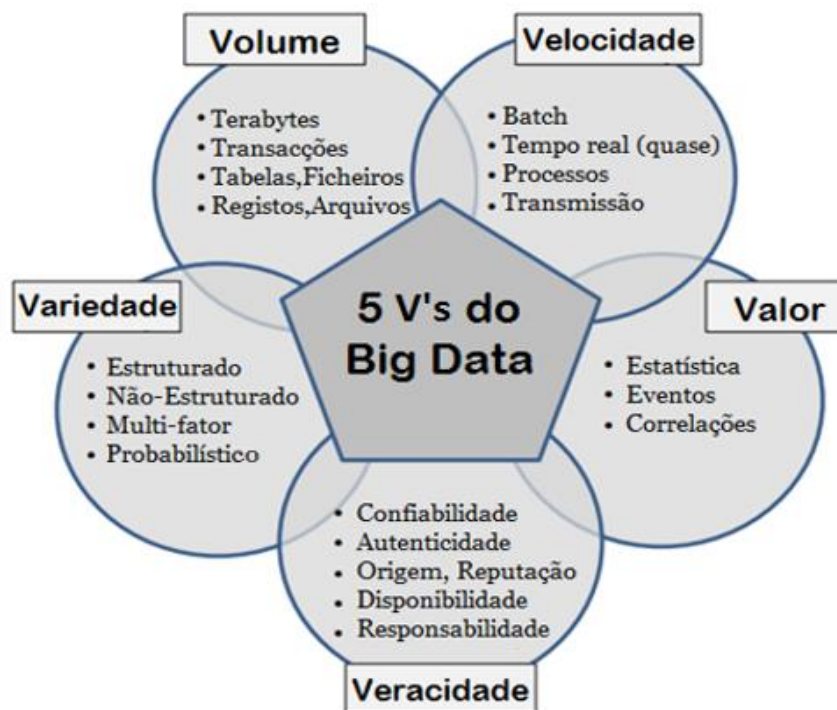 Volume
• Terabytes
• Transacções
• Tabelas,Ficheiros
• Registos,Arquivos
Velocidade
• Batch
• Tempo real (quase)
• Processos
• Transmissão
Variedade
• Estruturado
• Não-Estruturado
• Multi-fator
• Probabilístico
5 V's do
Big Data
Valor
• Estatística
• Eventos
• Correlações
• Confiabilidade
• Autenticidade
• Origem, Reputação
• Disponibilidade
• Responsabilidade
Veracidade